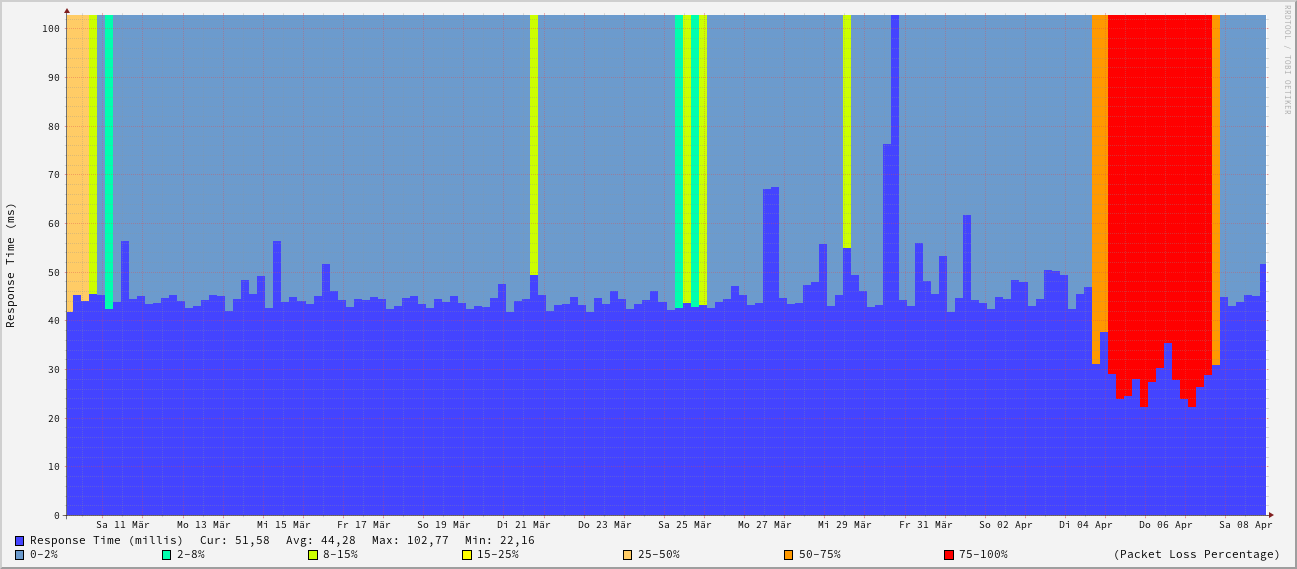 RRDTOOL / TOBI OETIKER
Response Time (ms)
100
90
80
70
60
50
40
30
20
10
0
Sa 11 Mär Mo 13 Mär Mi 15 Mär Fr 17 Mär So 19 Mär Di 21 Mär Do 23 Mär Sa 25 Mär Mo 27 Mär Mi 29 Mär Fr 31 Mär So 02 Apr Di 04 Apr Do 06 Apr Sa 08 Apr
Response Time (millis) Cur: 51,58 Avg: 44,28 Max: 102,77 Min: 22,16
0-2% 2-8% 8-15% 15-25% 25-50% 50-75% 75-100% (Packet Loss Percentage)